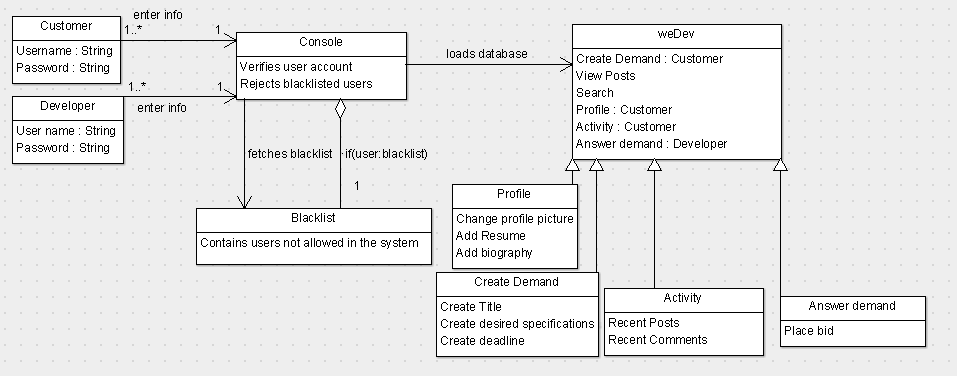 Customer
Username : String
Password : String
enter info
1..*
1
Developer
User name : String
Password : String
1..*
1
enter info
Console
Verifies user account
Rejects blacklisted users
loads database
fetches blacklist
if(user:blacklist)
1
Blacklist
Contains users not allowed in the system
weDev
Create Demand : Customer
View Posts
Search
Profile : Customer
Activity : Customer
Answer demand : Developer
Profile
Change profile picture
Add Resume
Add biography
Create Demand
Create Title
Create desired specifications
Create deadline
Activity
Recent Posts
Recent Comments
Answer demand
Place bid